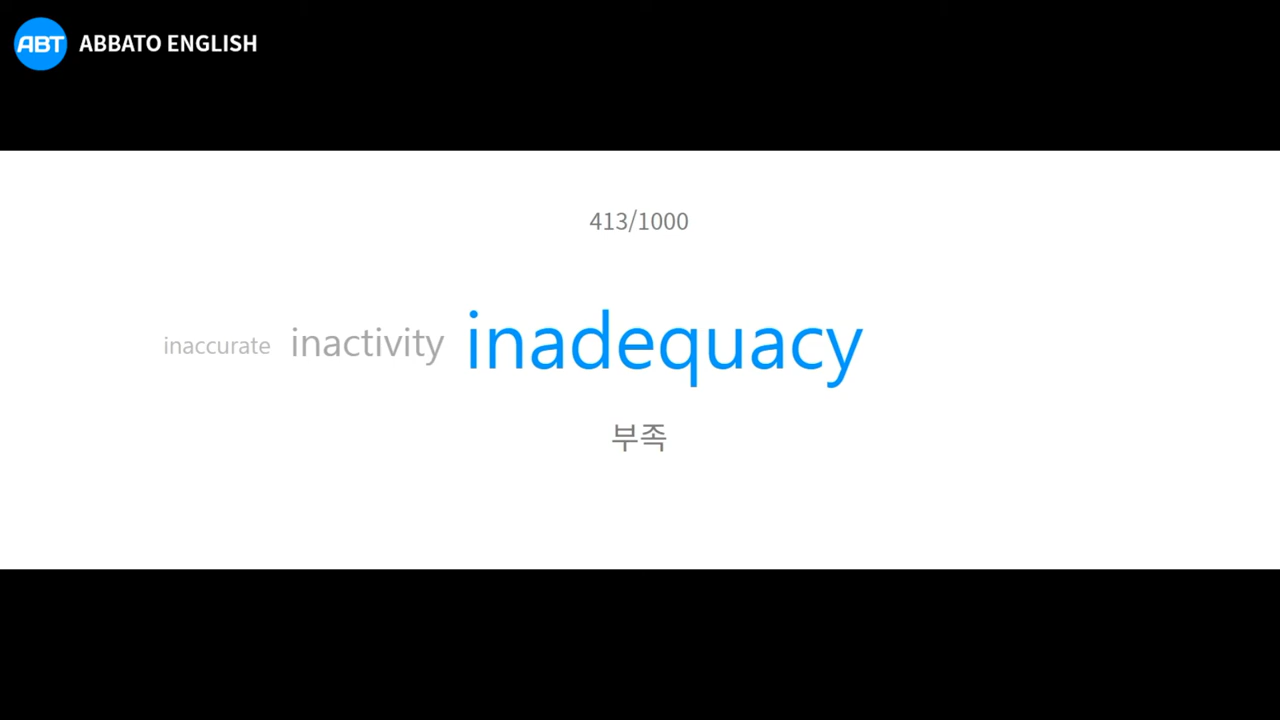 ABT ABBATO ENGLISH
413/1000
inaccurate inactivity inadequacy
부족